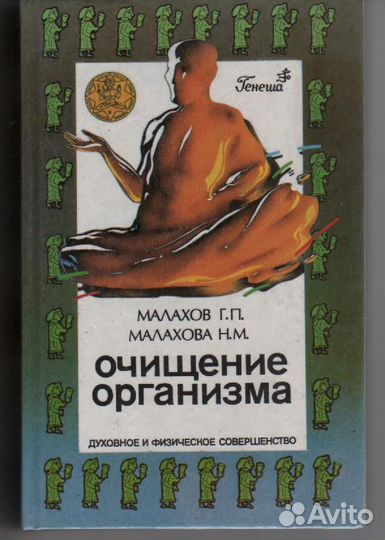 Генеша
МАЛАХОВ Г.П.
МАЛАХОВА Н.М.
очищение
организма
ДУХОВНОЕ И ФИЗИЧЕСКОЕ СОВЕРШЕНСТВО
Avito